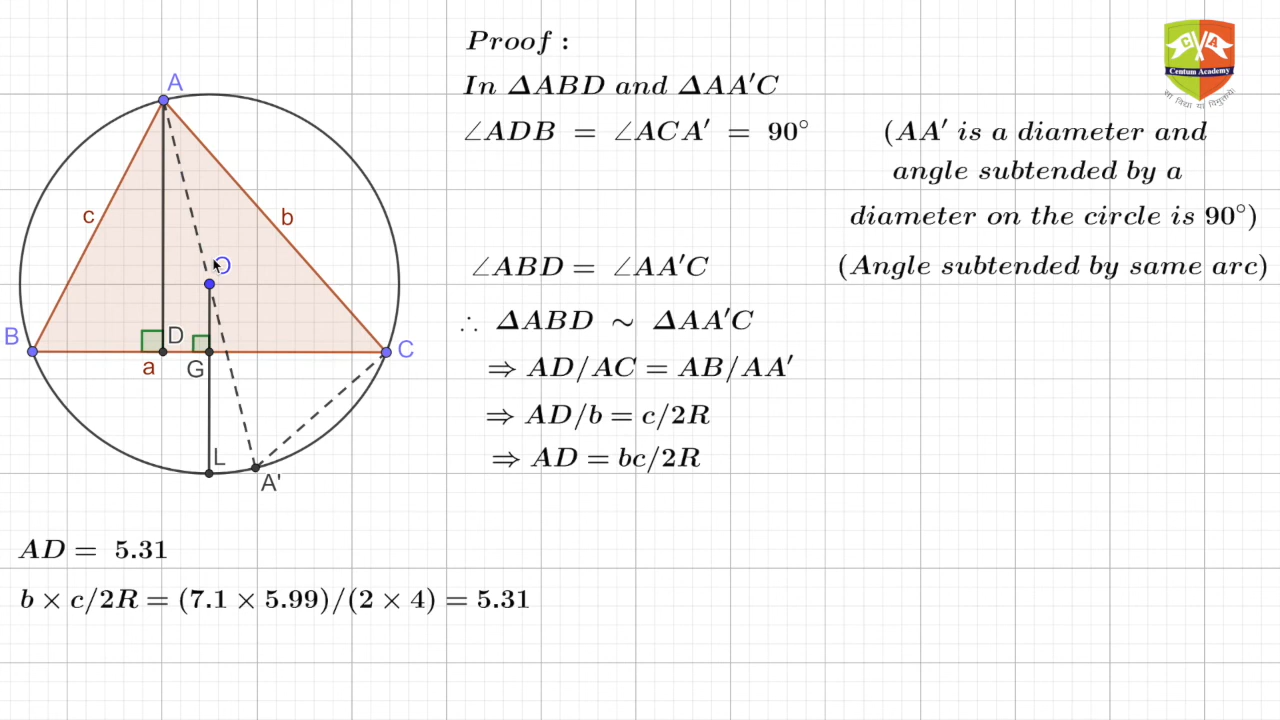 Proof :
In ΔABD and ΔAA′C
∠ADB = ∠ACA′ = 90° (AA′ is a diameter and
angle subtended by a
diameter on the circle is 90°)
∠ABD = ∠AA′C (Angle subtended by same arc)
∴ ΔABD ~ ΔAA′C
⇒ AD/AC = AB/AA′
⇒ AD/b = c/2R
⇒ AD = bc/2R
A
c
b
O
B
D
C
a
G
L
A'
AD = 5.31
b × c/2R = (7.1 × 5.99)/(2 × 4) = 5.31
C A
Centum Academy
सा विद्या या विमुक्तये